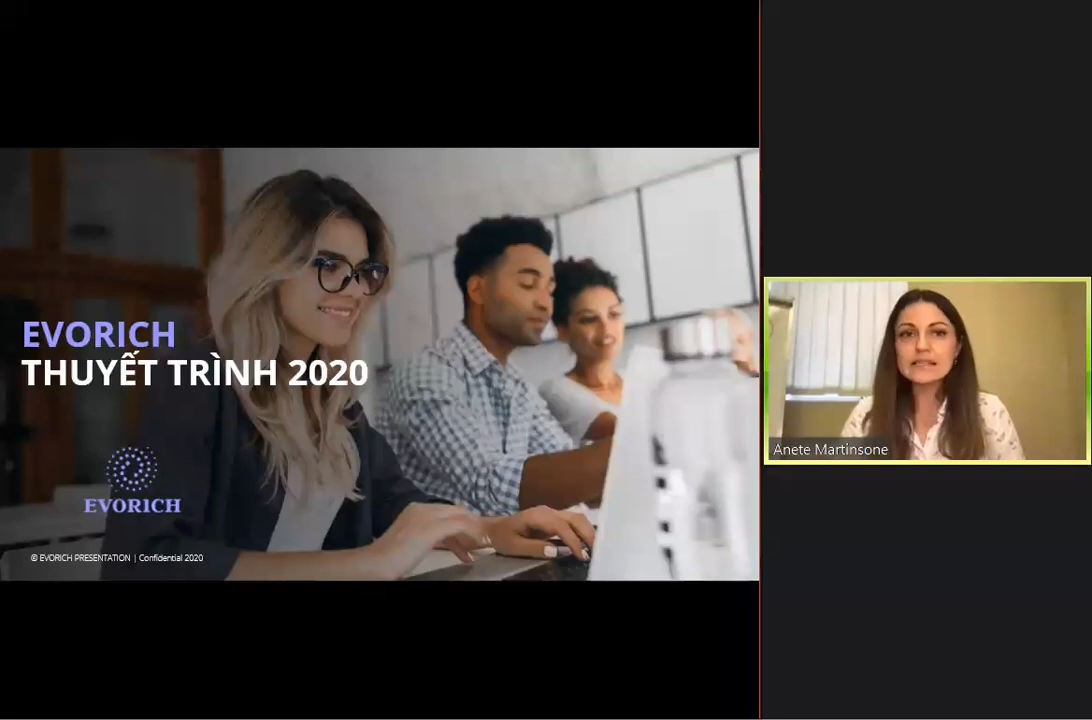 EVORICH
THUYẾT TRÌNH 2020
EVORICH
© EVORICH PRESENTATION | Confidential 2020
Anete Martinsone